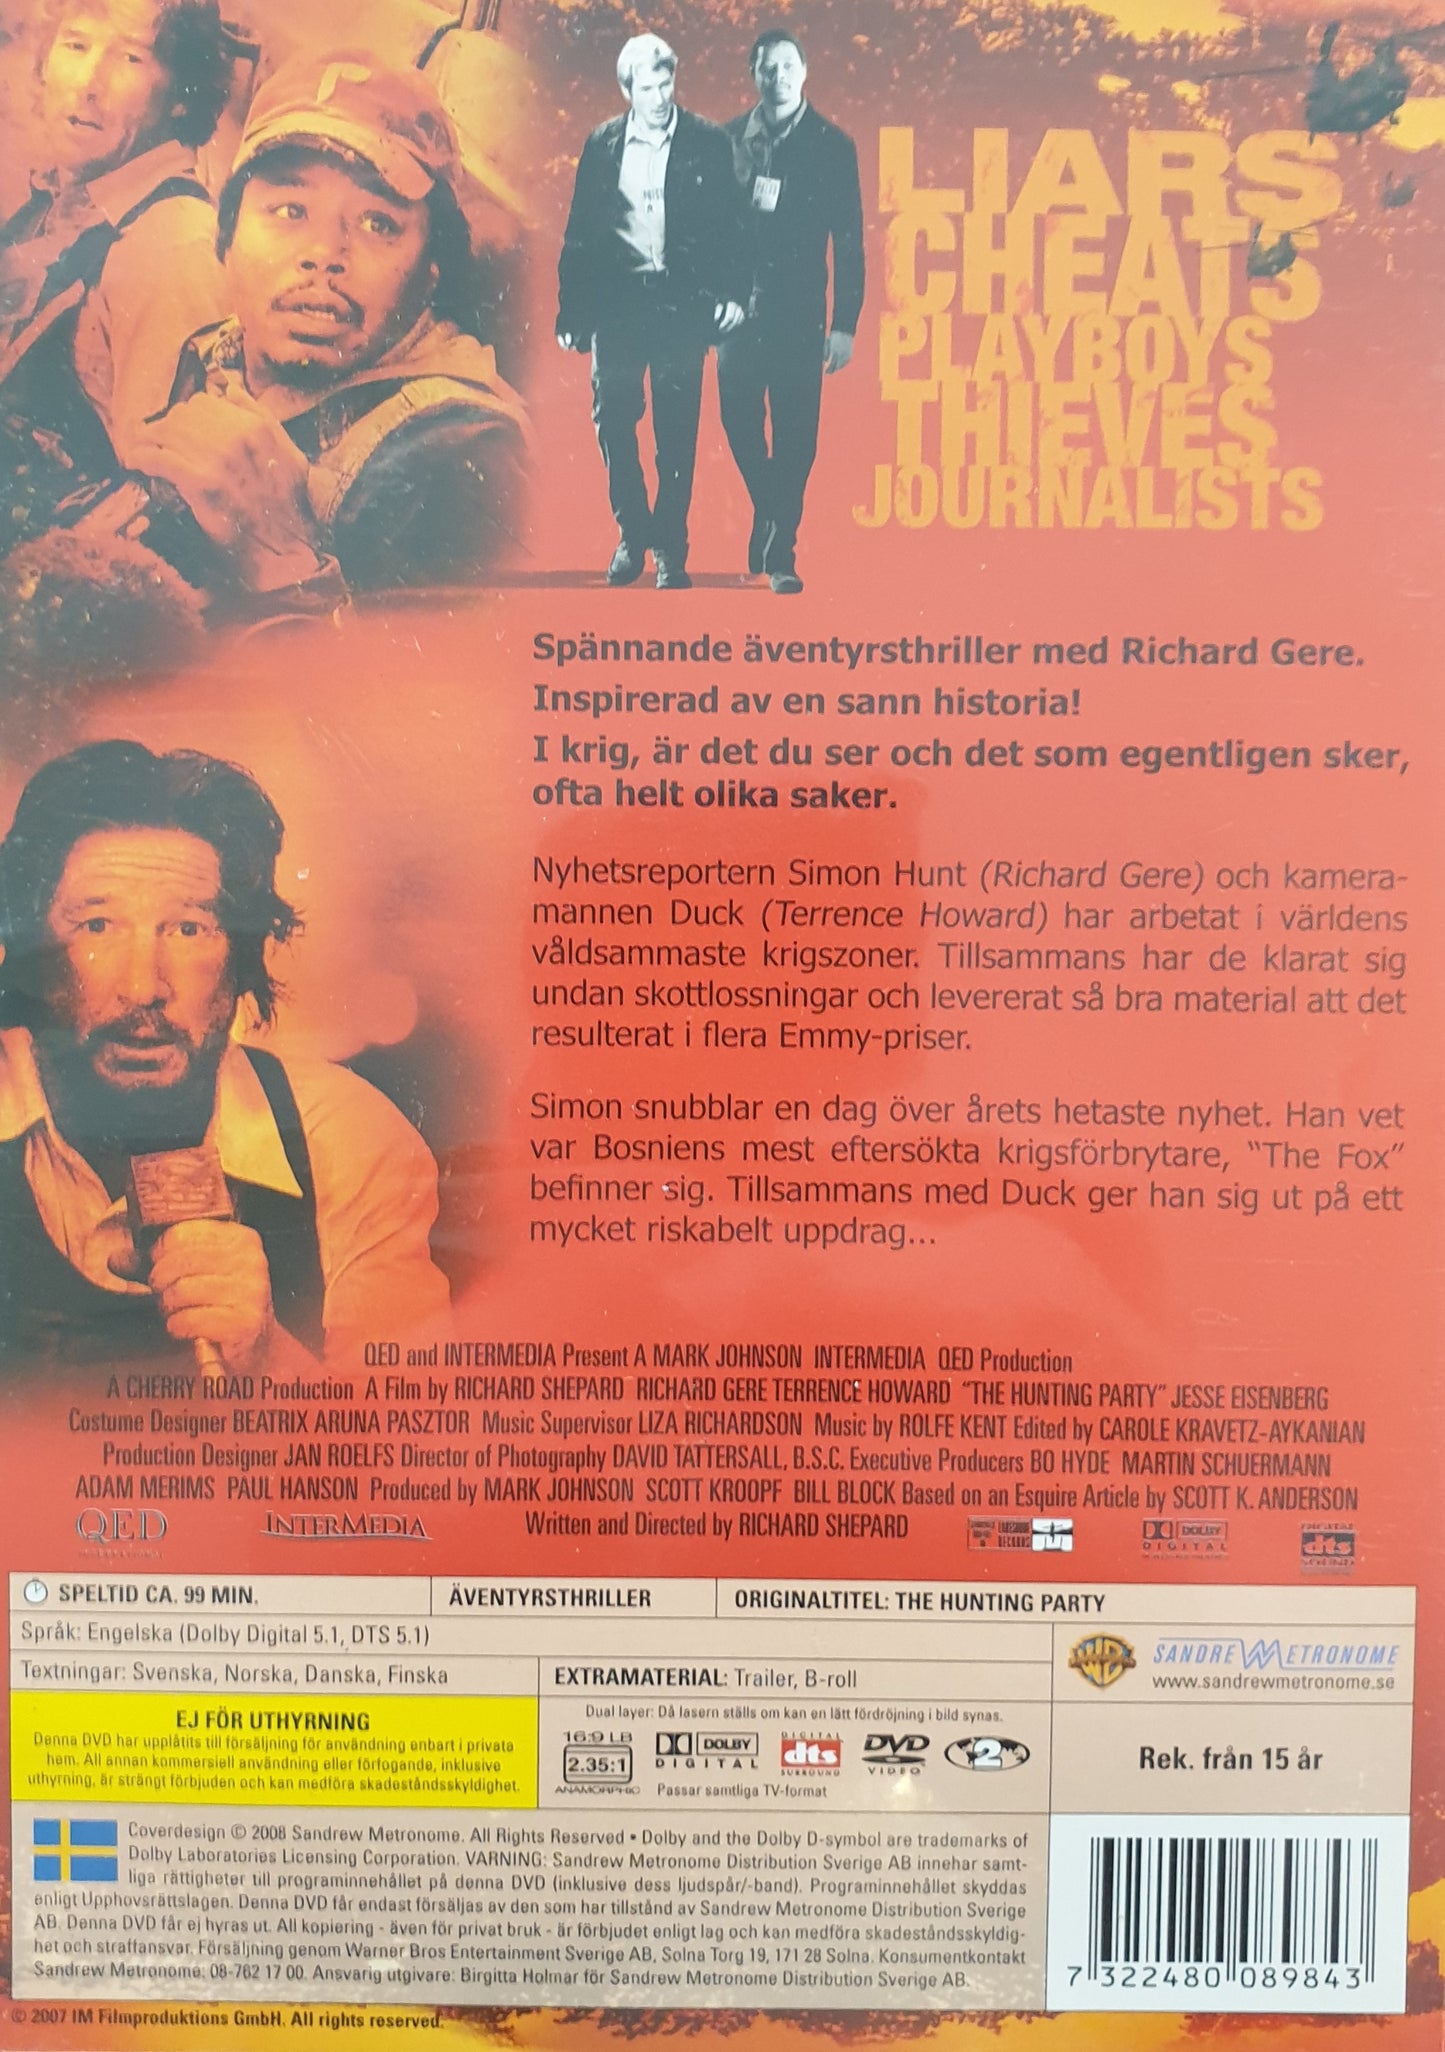 LIARS
CHEATS
PLAYBOYS
THIEVES
JOURNALISTS
Spännande äventyrsthriller med Richard Gere.
Inspirerad av en sann historia!
I krig, är det du ser och det som egentligen sker,
ofta helt olika saker.
Nyhetsreportern Simon Hunt (Richard Gere) och kamera-
mannen Duck (Terrence Howard) har arbetat i världens
våldsammaste krigszoner. Tillsammans har de klarat sig
undan skottlossningar och levererat så bra material att det
resulterat i flera Emmy-priser.
Simon snubblar en dag över årets hetaste nyhet. Han vet
var Bosniens mest eftersökta krigsförbrytare, "The Fox"
befinner sig. Tillsammans med Duck ger han sig ut på ett
mycket riskabelt uppdrag...
QED and INTERMEDIA Present A MARK JOHNSON INTERMEDIA QED Production
A CHERRY ROAD Production A Film by RICHARD SHEPARD RICHARD GERE TERRENCE HOWARD "THE HUNTING PARTY" JESSE EISENBERG
Costume Designer BEATRIX ARUNA PASZTOR Music Supervisor LIZA RICHARDSON Music by ROLFE KENT Edited by CAROLE KRAVETZ-AYKANIAN
Production Designer JAN ROELFS Director of Photography DAVID TATTERSALL, B.S.C. Executive Producers BO HYDE MARTIN SCHUERMANN
ADAM MERIMS PAUL HANSON Produced by MARK JOHNSON SCOTT KROOPF BILL BLOCK Based on an Esquire Article by SCOTT K. ANDERSON
QED INTERNATIONAL INTERMEDIA Written and Directed by RICHARD SHEPARD LAKESHORE RECORDS DOLBY DIGITAL DIGITAL dts SOUND
SPELTID CA. 99 MIN. ÄVENTYRSTHRILLER ORIGINALTITEL: THE HUNTING PARTY
Språk: Engelska (Dolby Digital 5.1, DTS 5.1)
Textningar: Svenska, Norska, Danska, Finska
EXTRAMATERIAL: Trailer, B-roll
SANDREW METRONOME
www.sandrewmetronome.se
EJ FÖR UTHYRNING
Denna DVD har upplåtits till försäljning för användning enbart i privata
hem. All annan kommersiell användning eller förfogande, inklusive
uthyrning, är strängt förbjuden och kan medföra skadeståndsskyldighet.
Dual layer: Då lasern ställs om kan en lätt fördröjning i bild synas.
16:9 LB
2.35:1
ANAMORPHIC
DOLBY
DIGITAL
DIGITAL
dts
SURROUND
DVD
VIDEO
2
Passar samtliga TV-format
Rek. från 15 år
Coverdesign © 2008 Sandrew Metronome. All Rights Reserved • Dolby and the Dolby D-symbol are trademarks of
Dolby Laboratories Licensing Corporation. VARNING: Sandrew Metronome Distribution Sverige AB innehar samt-
liga rättigheter till programinnehållet på denna DVD (inklusive dess ljudspår/-band). Programinnehållet skyddas
enligt Upphovsrättslagen. Denna DVD får endast försäljas av den som har tillstånd av Sandrew Metronome Distribution Sverige
AB. Denna DVD får ej hyras ut. All kopiering - även för privat bruk - är förbjudet enligt lag och kan medföra skadeståndsskyldig-
het och straffansvar. Försäljning genom Warner Bros Entertainment Sverige AB, Solna Torg 19, 171 28 Solna. Konsumentkontakt
Sandrew Metronome: 08-762 17 00. Ansvarig utgivare: Birgitta Holmar för Sandrew Metronome Distribution Sverige AB.
7 322480 089843
© 2007 IM Filmproduktions GmbH. All rights reserved.